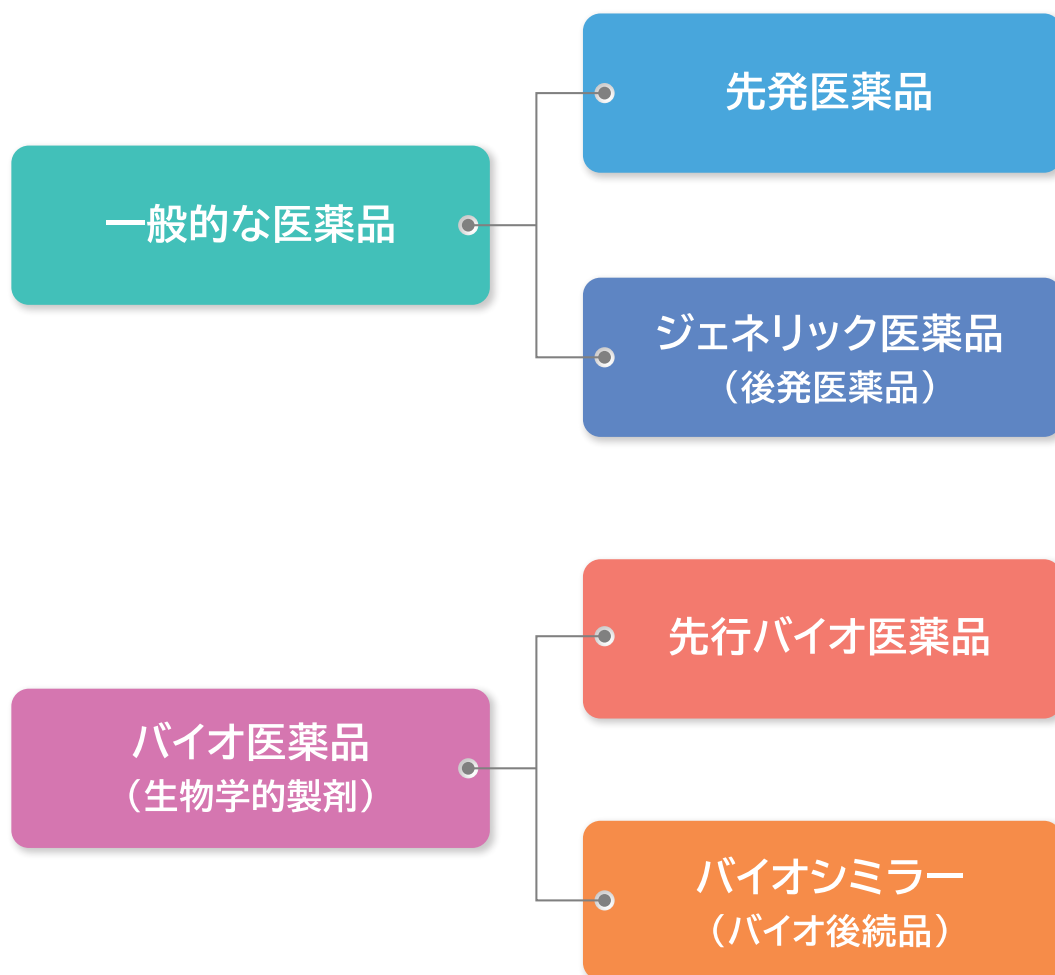 先発医薬品
一般的な医薬品
ジェネリック医薬品
（後発医薬品）
先行バイオ医薬品
バイオ医薬品
（生物学的製剤）
バイオシミラー
（バイオ後続品）